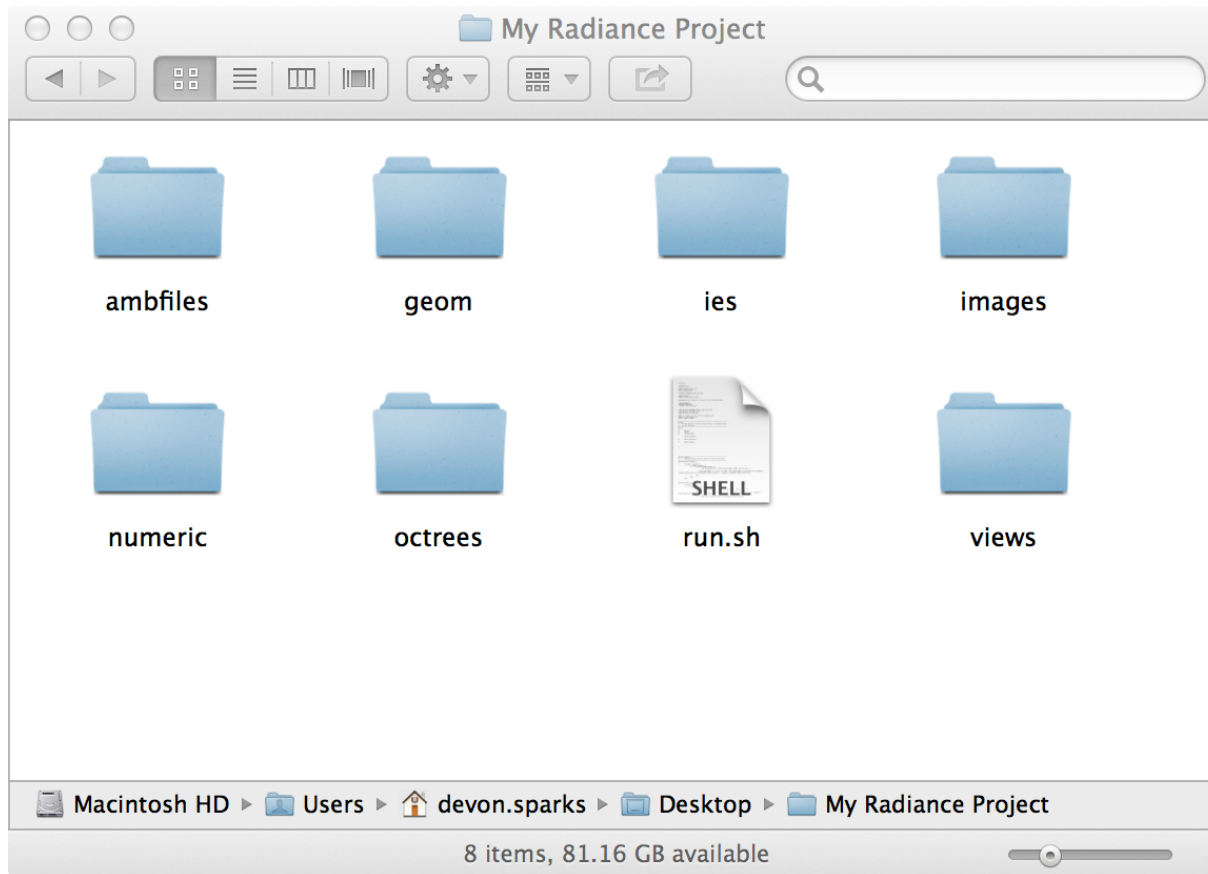 My Radiance Project
ambfiles geom ies images
SHELL
numeric octrees run.sh views
Macintosh HD Users devon.sparks Desktop My Radiance Project
8 items, 81.16 GB available